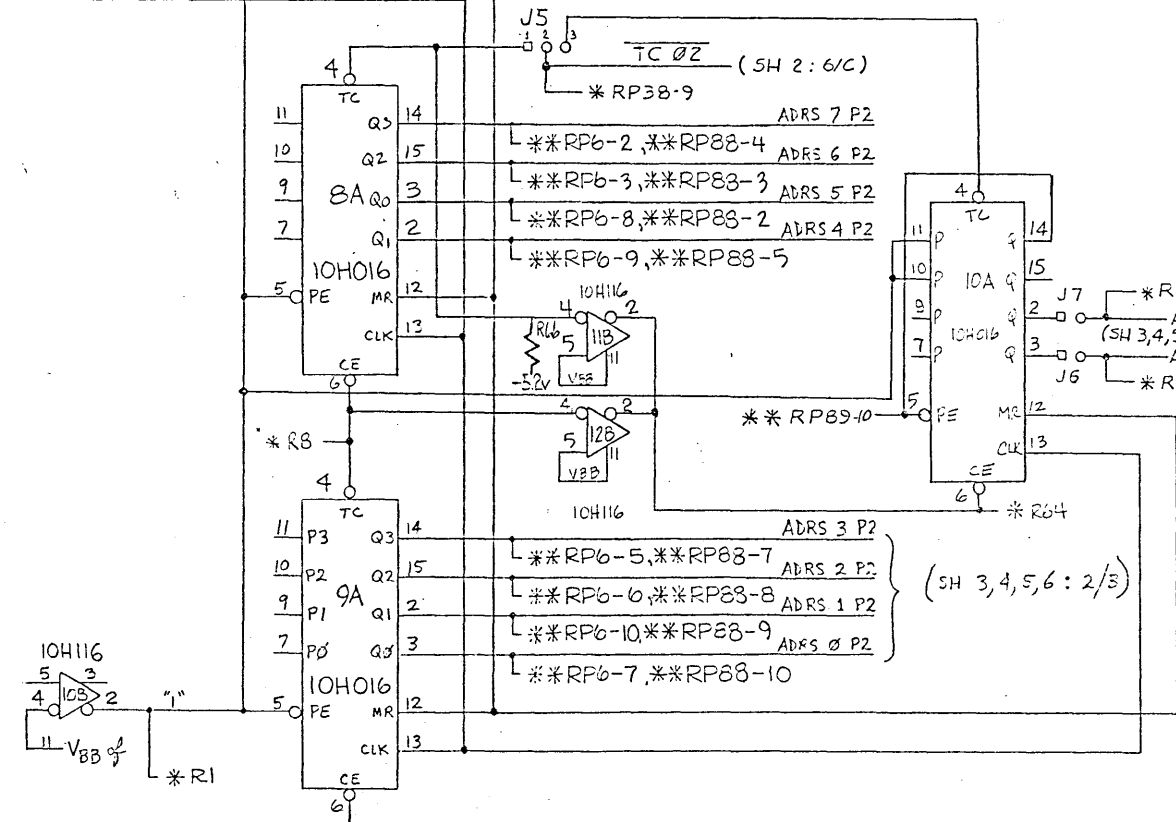 J5
1 2 3
TC Ø2
(SH 2: 6/C)
*RP38-9
4
TC
11
Q3
14
ADRS 7 P2
**RP6-2,**RP88-4
10
Q2
15
ADRS 6 P2
**RP6-3,**RP88-3
9
8A
Q0
3
ADRS 5 P2
**RP6-8,**RP88-2
7
Q1
2
ADRS 4 P2
**RP6-9,**RP88-5
10H016
5
PE
MR
12
CLK
13
CE
6
10H116
4
2
R66
11B
5
11
VBB
-5.2V
4
2
12B
5
11
VBB
10H116
*R8
4
TC
11
P
Q
14
10
P
10A
Q
15
9
P
10H016
Q
2
J7
*R
A
(SH 3,4,5
7
P
Q
3
J6
A
*R
**RP89-10
5
PE
MR
12
CLK
13
CE
6
*R64
4
TC
11
P3
Q3
14
ADRS 3 P2
**RP6-5,**RP88-7
10
P2
Q2
15
ADRS 2 P2
**RP6-6,**RP88-8
9
P1
9A
Q1
2
ADRS 1 P2
**RP6-10,**RP88-9
7
PØ
QØ
3
ADRS Ø P2
**RP6-7,**RP88-10
(SH 3,4,5,6 : 2/3)
10H016
5
PE
MR
12
CLK
13
CE
6
10H116
5
3
10B
4
2
"1"
11
VBB of
*R1